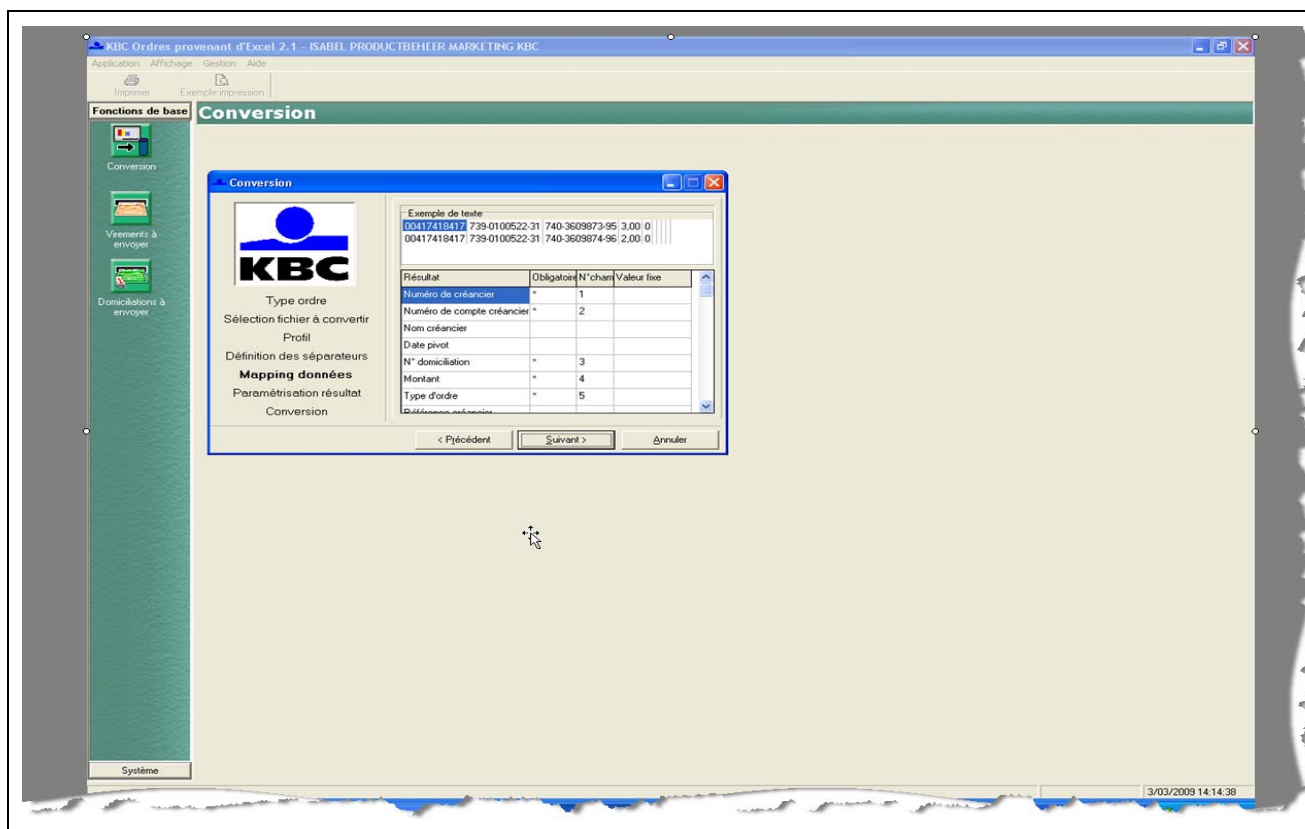 KBC Ordres provenant d'Excel 2.1 - ISABEL PRODUCTBEHEER MARKETING KBC
Application Affichage Gestion Aide
Imprimer Exemple impression
Fonctions de base
Conversion
Conversion
Virements à
envoyer
Domiciliations à
envoyer
Système
Conversion
KBC
Type ordre
Sélection fichier à convertir
Profil
Définition des séparateurs
Mapping données
Paramétrisation résultat
Conversion
Exemple de texte
00417418417 739-0100522-31 740-3609873-95 3,00 0
00417418417 739-0100522-31 740-3609874-96 2,00 0
Résultat Obligatoire N°cham Valeur fixe
Numéro de créancier * 1
Numéro de compte créancier * 2
Nom créancier
Date pivot
N° domiciliation * 3
Montant * 4
Type d'ordre * 5
Référence créancier
< Précédent Suivant > Annuler
3/03/2009 14:14:38